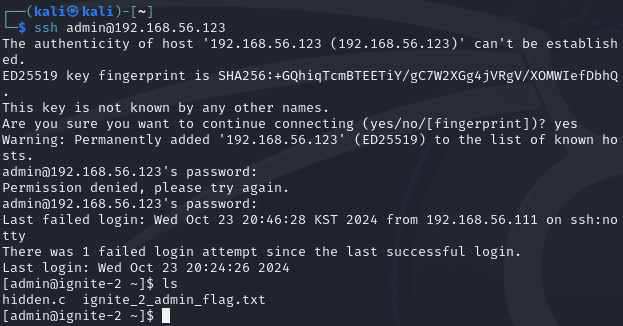 ┌──(kali㉿kali)-[~]
└─$ ssh admin@192.168.56.123
The authenticity of host '192.168.56.123 (192.168.56.123)' can't be establish
ed.
ED25519 key fingerprint is SHA256:+GQhiqTcmBTEETiY/gC7W2XGg4jVRgV/XOMWIefDbhQ
.
This key is not known by any other names.
Are you sure you want to continue connecting (yes/no/[fingerprint])? yes
Warning: Permanently added '192.168.56.123' (ED25519) to the list of known ho
sts.
admin@192.168.56.123's password:
Permission denied, please try again.
admin@192.168.56.123's password:
Last failed login: Wed Oct 23 20:46:28 KST 2024 from 192.168.56.111 on ssh:no
tty
There was 1 failed login attempt since the last successful login.
Last login: Wed Oct 23 20:24:26 2024
[admin@ignite-2 ~]$ ls
hidden.c  ignite_2_admin_flag.txt
[admin@ignite-2 ~]$